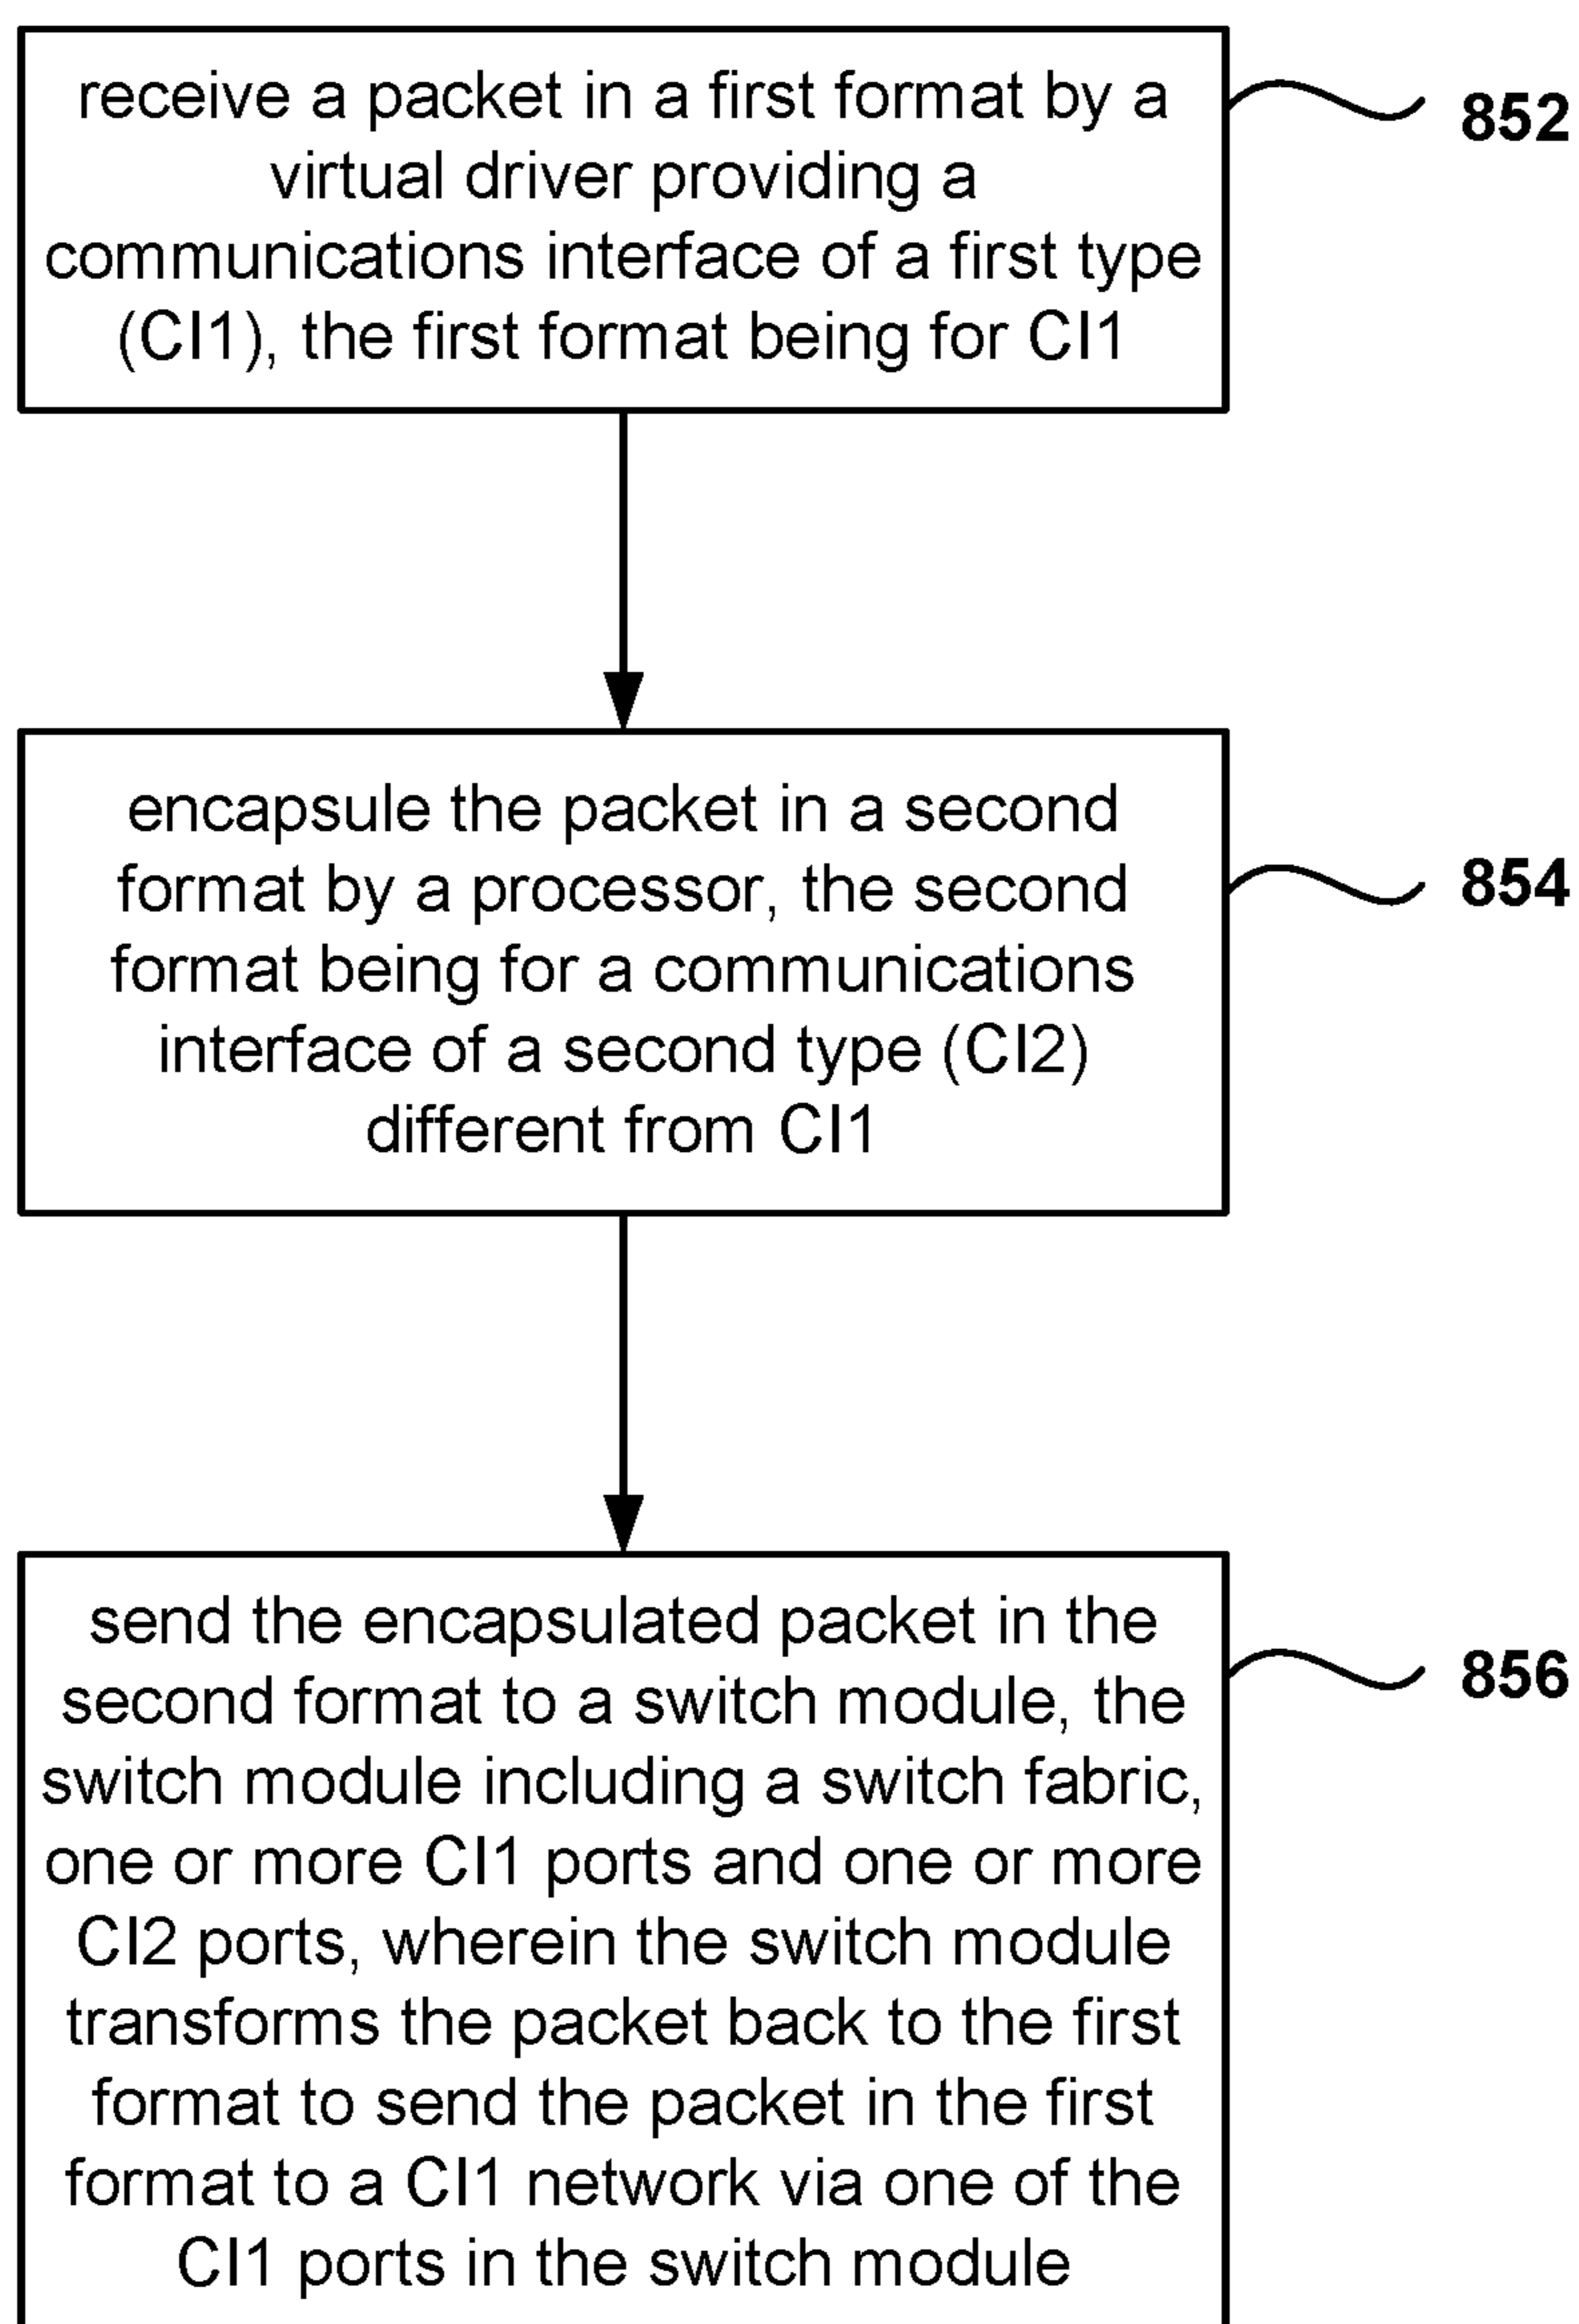 receive a packet in a first format by a
virtual driver providing a
communications interface of a first type
(CI1), the first format being for CI1
852
encapsule the packet in a second
format by a processor, the second
format being for a communications
interface of a second type (CI2)
different from CI1
854
send the encapsulated packet in the
second format to a switch module, the
switch module including a switch fabric,
one or more CI1 ports and one or more
CI2 ports, wherein the switch module
transforms the packet back to the first
format to send the packet in the first
format to a CI1 network via one of the
CI1 ports in the switch module
856